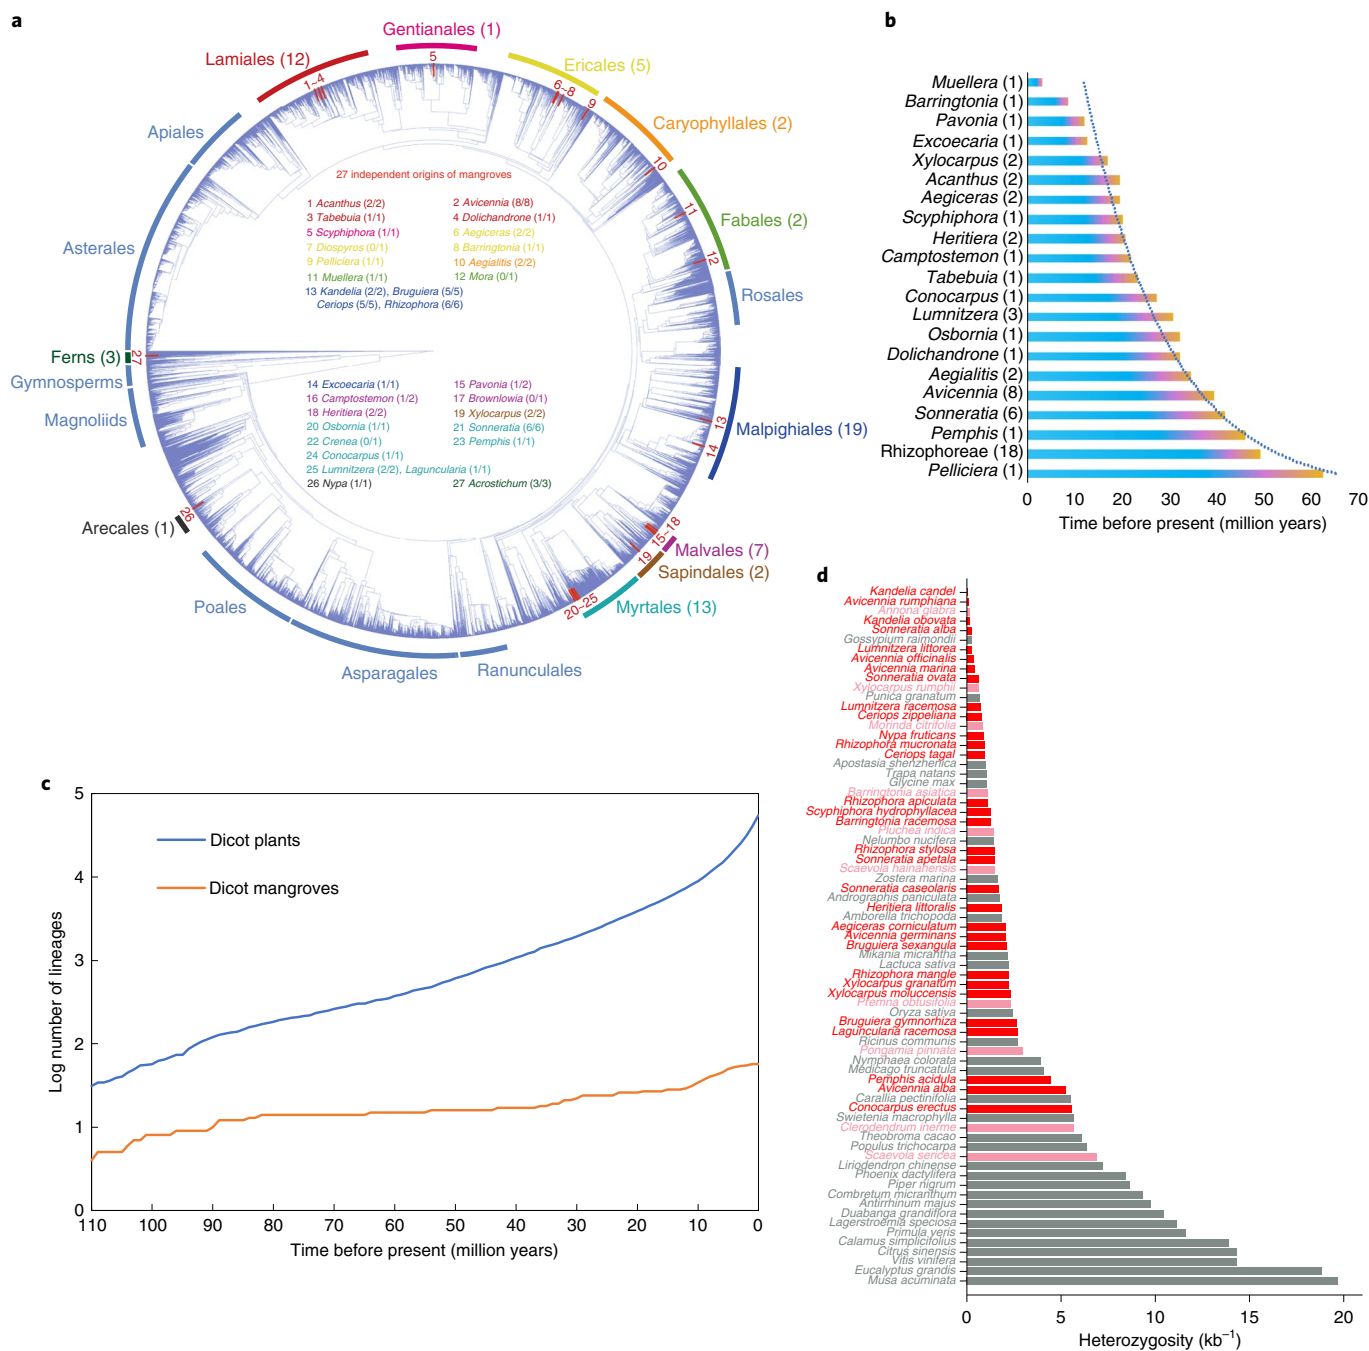 a
Gentianales (1)
Lamiales (12)
Ericales (5)
Caryophyllales (2)
Fabales (2)
Rosales
Malpighiales (19)
Malvales (7)
Sapindales (2)
Myrtales (13)
Ranunculales
Asparagales
Poales
Arecales (1)
Magnoliids
Gymnosperms
Ferns (3)
Asterales
Apiales
1~4
5
6~8
9
10
11
12
13
14
15~18
19
20~25
26
27
27 independent origins of mangroves
1 Acanthus (2/2)
2 Avicennia (8/8)
3 Tabebuia (1/1)
4 Dolichandrone (1/1)
5 Scyphiphora (1/1)
6 Aegiceras (2/2)
7 Diospyros (0/1)
8 Barringtonia (1/1)
9 Pelliciera (1/1)
10 Aegialitis (2/2)
11 Muellera (1/1)
12 Mora (0/1)
13 Kandelia (2/2), Bruguiera (5/5)
Ceriops (5/5), Rhizophora (6/6)
14 Excoecaria (1/1)
15 Pavonia (1/2)
16 Camptostemon (1/2)
17 Brownlowia (0/1)
18 Heritiera (2/2)
19 Xylocarpus (2/2)
20 Osbornia (1/1)
21 Sonneratia (6/6)
22 Crenea (0/1)
23 Pemphis (1/1)
24 Conocarpus (1/1)
25 Lumnitzera (2/2), Laguncularia (1/1)
26 Nypa (1/1)
27 Acrostichum (3/3)
b
Muellera (1)
Barringtonia (1)
Pavonia (1)
Excoecaria (1)
Xylocarpus (2)
Acanthus (2)
Aegiceras (2)
Scyphiphora (1)
Heritiera (2)
Camptostemon (1)
Tabebuia (1)
Conocarpus (1)
Lumnitzera (3)
Osbornia (1)
Dolichandrone (1)
Aegialitis (2)
Avicennia (8)
Sonneratia (6)
Pemphis (1)
Rhizophoreae (18)
Pelliciera (1)
0 10 20 30 40 50 60 70
Time before present (million years)
c
5
4
3
2
1
0
Log number of lineages
Dicot plants
Dicot mangroves
110 100 90 80 70 60 50 40 30 20 10 0
Time before present (million years)
d
Kandelia candel
Avicennia rumphiana
Annona glabra
Kandelia obovata
Sonneratia alba
Gossypium raimondii
Lumnitzera littorea
Avicennia officinalis
Avicennia marina
Sonneratia ovata
Xylocarpus rumphii
Punica granatum
Lumnitzera racemosa
Ceriops zippeliana
Morinda citrifolia
Nypa fruticans
Rhizophora mucronata
Ceriops tagal
Apostasia shenzhenica
Trapa natans
Glycine max
Barringtonia asiatica
Rhizophora apiculata
Scyphiphora hydrophyllacea
Barringtonia racemosa
Pluchea indica
Nelumbo nucifera
Rhizophora stylosa
Sonneratia apetala
Scaevola hainanensis
Zostera marina
Sonneratia caseolaris
Andrographis paniculata
Heritiera littoralis
Amborella trichopoda
Aegiceras corniculatum
Avicennia germinans
Bruguiera sexangula
Mikania micrantha
Lactuca sativa
Rhizophora mangle
Xylocarpus granatum
Xylocarpus moluccensis
Premna obtusifolia
Oryza sativa
Bruguiera gymnorhiza
Laguncularia racemosa
Ricinus communis
Pongamia pinnata
Nymphaea colorata
Medicago truncatula
Pemphis acidula
Avicennia alba
Carallia pectinifolia
Conocarpus erectus
Swietenia macrophylla
Clerodendrum inerme
Theobroma cacao
Populus trichocarpa
Scaevola sericea
Liriodendron chinense
Phoenix dactylifera
Piper nigrum
Combretum micranthum
Antirrhinum majus
Duabanga grandiflora
Lagerstroemia speciosa
Primula veris
Calamus simplicifolius
Citrus sinensis
Vitis vinifera
Eucalyptus grandis
Musa acuminata
0 5 10 15 20
Heterozygosity (kb⁻¹)